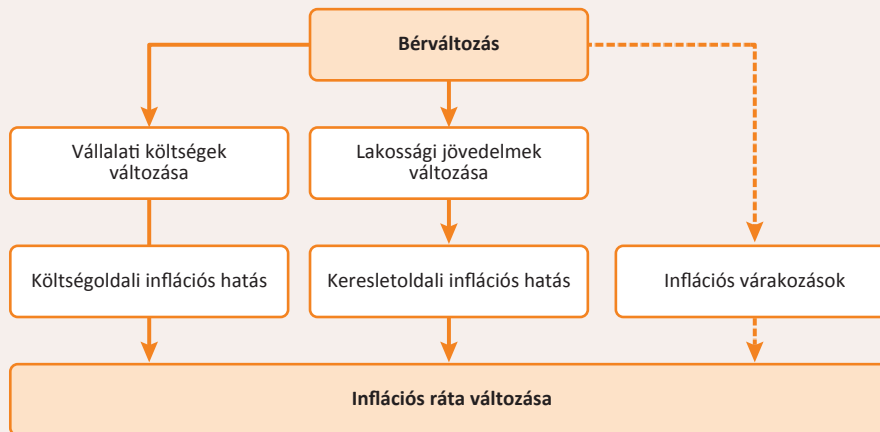 Bérváltozás
Vállalati költségek
változása
Lakossági jövedelmek
változása
Költségoldali inflációs hatás
Keresletoldali inflációs hatás
Inflációs várakozások
Inflációs ráta változása